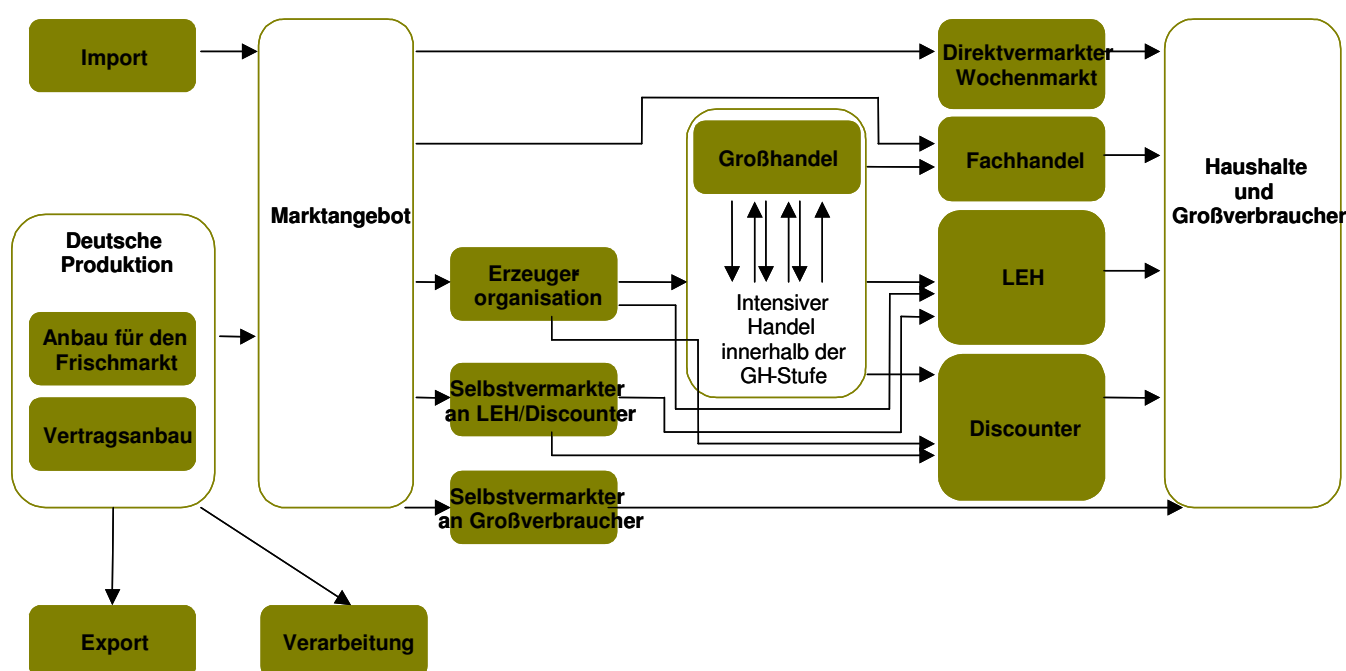 Import
Direktvermarkter
Wochenmarkt
Großhandel
Fachhandel
Haushalte
und
Großverbraucher
Marktangebot
Deutsche
Produktion
Erzeuger-
organisation
LEH
Intensiver
Handel
innerhalb der
GH-Stufe
Anbau für den
Frischmarkt
Selbstvermarkter
an LEH/Discounter
Vertragsanbau
Discounter
Selbstvermarkter
an Großverbraucher
Export
Verarbeitung